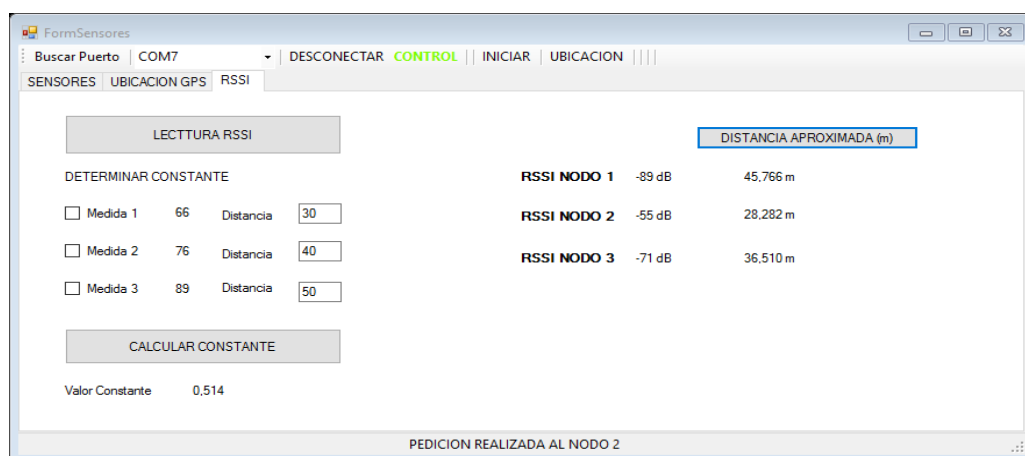 FormSensores
Buscar Puerto COM7 DESCONECTAR CONTROL INICIAR UBICACION
SENSORES UBICACION GPS RSSI
LECTTURA RSSI
DISTANCIA APROXIMADA (m)
DETERMINAR CONSTANTE
RSSI NODO 1 -89 dB 45,766 m
Medida 1 66 Distancia 30
RSSI NODO 2 -55 dB 28,282 m
Medida 2 76 Distancia 40
RSSI NODO 3 -71 dB 36,510 m
Medida 3 89 Distancia 50
CALCULAR CONSTANTE
Valor Constante 0,514
PEDICION REALIZADA AL NODO 2